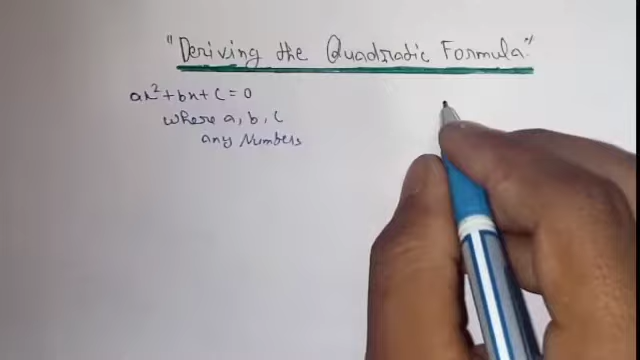 "Deriving the Quadratic Formula"
ax²+bx+c=0
where a, b, c
any Numbers